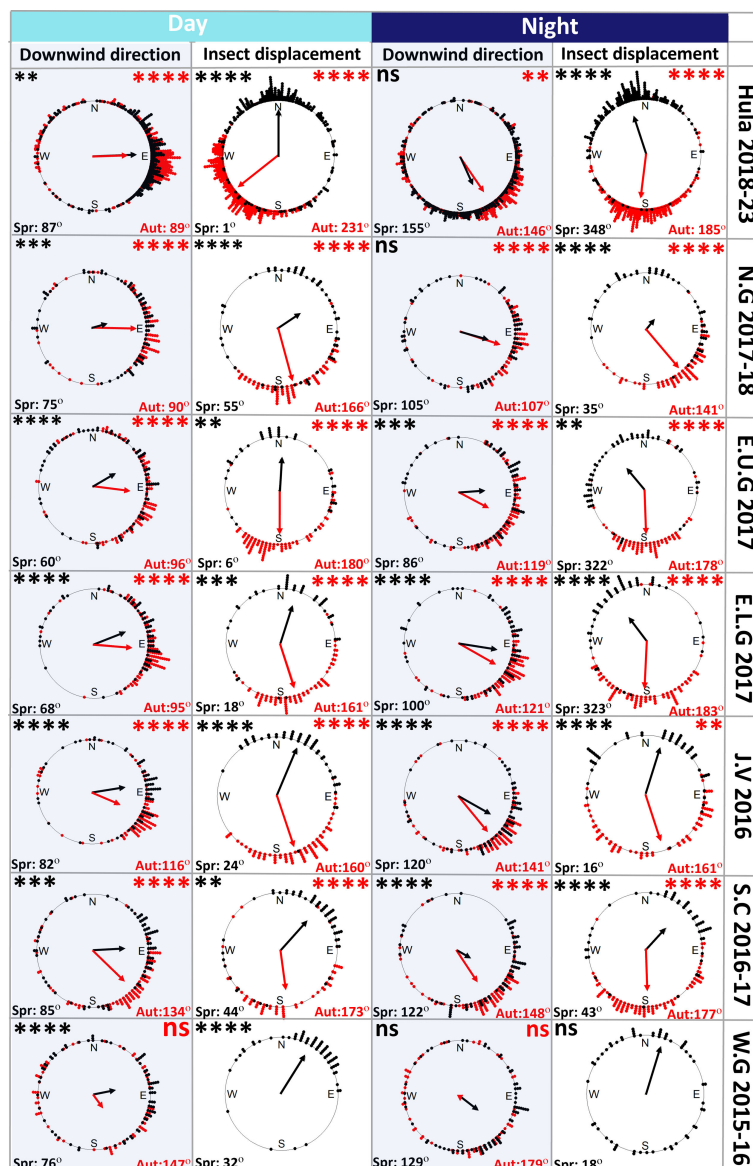 Day Night
Downwind direction Insect displacement Downwind direction Insect displacement
** **** **** **** ns ** **** ****
N N N N
W E W E W E W E
S S S S
Spr: 87° Aut: 89° Spr: 1° Aut: 231° Spr: 155° Aut: 146° Spr: 348° Aut: 185°
Hula 2018-23
*** **** **** **** ns **** **** ****
N N N N
W E W E W E W E
S S S S
Spr: 75° Aut: 90° Spr: 55° Aut:166° Spr: 105° Aut:107° Spr: 35° Aut:141°
N.G 2017-18
**** **** ** **** *** **** ** ****
N N N N
W E W E W E W E
S S S S
Spr: 60° Aut:96° Spr: 6° Aut:180° Spr: 86° Aut:119° Spr: 322° Aut:178°
E.U.G 2017
**** **** *** **** **** **** **** ****
N N N N
W E W E W E W E
S S S S
Spr: 68° Aut:95° Spr: 18° Aut:161° Spr: 100° Aut:121° Spr: 323° Aut:183°
E.L.G 2017
**** **** **** **** **** **** **** **
N N N N
W E W E W E W E
S S S S
Spr: 82° Aut:116° Spr: 24° Aut:160° Spr: 120° Aut:141° Spr: 16° Aut:161°
J.V 2016
*** **** ** **** **** **** **** ****
N N N N
W E W E W E W E
S S S S
Spr: 85° Aut:134° Spr: 44° Aut:173° Spr: 122° Aut:148° Spr: 43° Aut:177°
S.C 2016-17
**** ns **** ns ns ns
N N N N
W E W E W E W E
S S S S
Spr: 76° Aut:147° Spr: 32° Spr: 129° Aut:179° Spr: 18°
W.G 2015-16